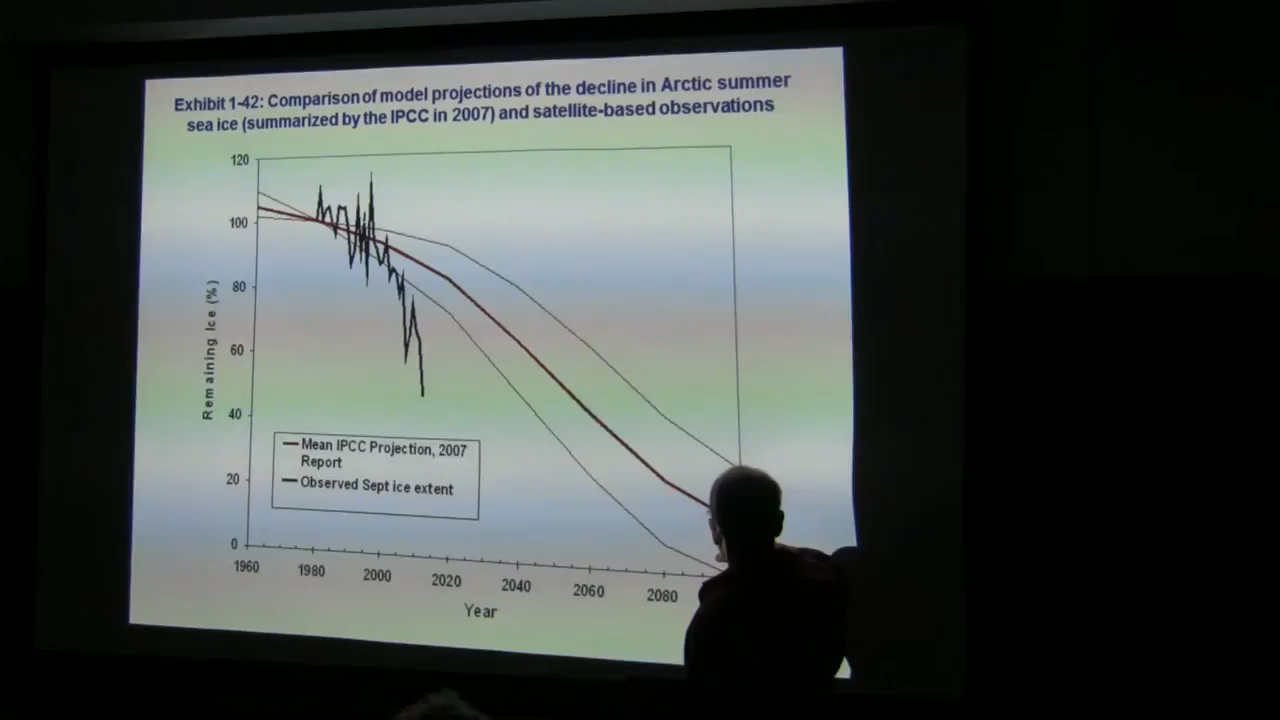 Exhibit 1-42: Comparison of model projections of the decline in Arctic summer
sea ice (summarized by the IPCC in 2007) and satellite-based observations
120
100
80
60
40
20
0
Remaining Ice (%)
Mean IPCC Projection, 2007
Report
Observed Sept ice extent
1960 1980 2000 2020 2040 2060 2080
Year